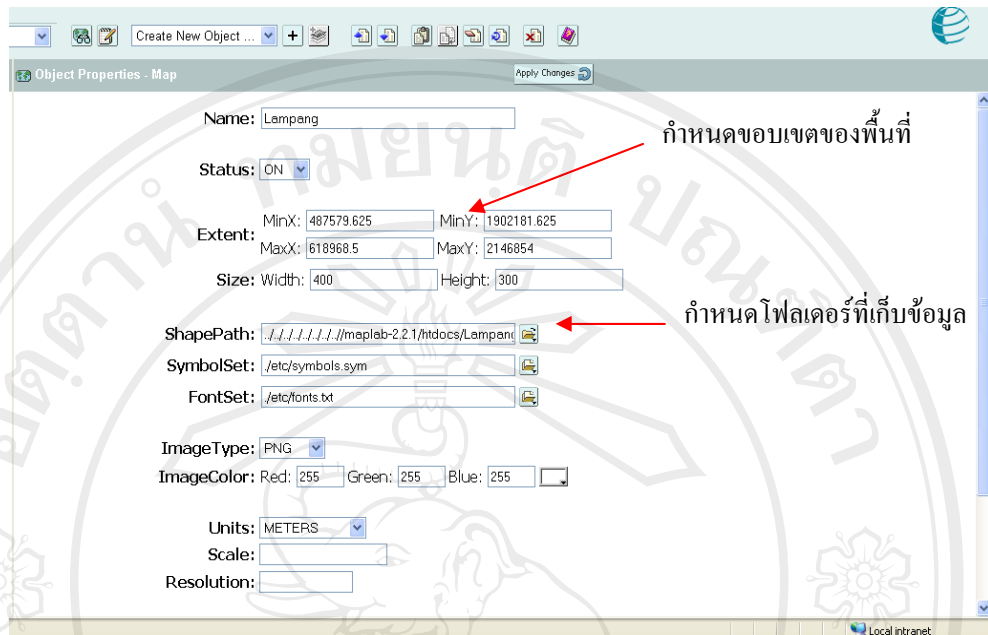 Create New Object ...
Object Properties - Map
Apply Changes
Name: Lampang
กำหนดขอบเขตของพื้นที่
Status: ON
Extent: MinX: 487579.625 MinY: 1902181.625
MaxX: 618968.5 MaxY: 2146854
Size: Width: 400 Height: 300
กำหนดโฟลเดอร์ที่เก็บข้อมูล
ShapePath: ../../../../../../..//maplab-2.2.1/htdocs/Lampang
SymbolSet: ./etc/symbols.sym
FontSet: ./etc/fonts.txt
ImageType: PNG
ImageColor: Red: 255 Green: 255 Blue: 255
Units: METERS
Scale:
Resolution:
Local intranet